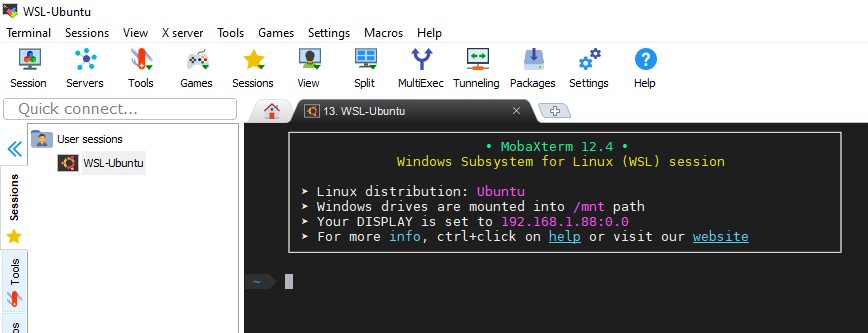 WSL-Ubuntu
Terminal Sessions View X server Tools Games Settings Macros Help
Session Servers Tools Games Sessions View Split MultiExec Tunneling Packages Settings Help
Quick connect...
13. WSL-Ubuntu
User sessions
WSL-Ubuntu
Sessions
Tools
• MobaXterm 12.4 •
Windows Subsystem for Linux (WSL) session
➤ Linux distribution: Ubuntu
➤ Windows drives are mounted into /mnt path
➤ Your DISPLAY is set to 192.168.1.88:0.0
➤ For more info, ctrl+click on help or visit our website
~